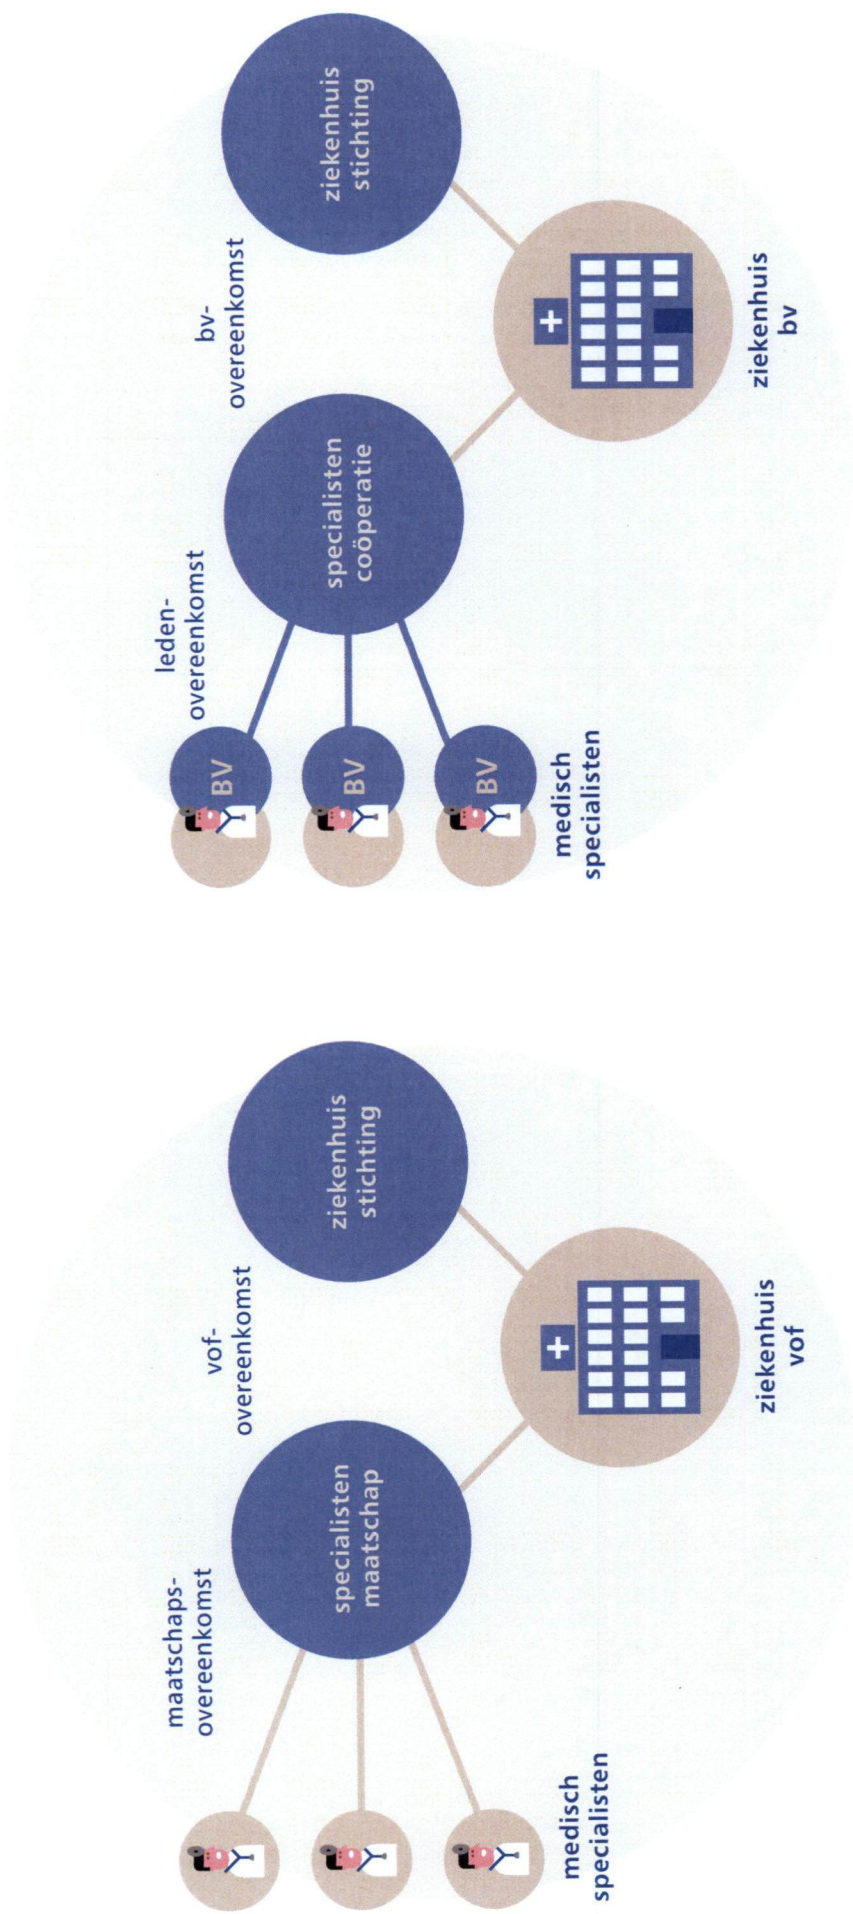 maatschaps-
overeenkomst
vof-
overeenkomst
specialisten
maatschap
ziekenhuis
stichting
medisch
specialisten
ziekenhuis
vof
leden-
overeenkomst
bv-
overeenkomst
BV
BV
BV
specialisten
coöperatie
ziekenhuis
stichting
medisch
specialisten
ziekenhuis
bv